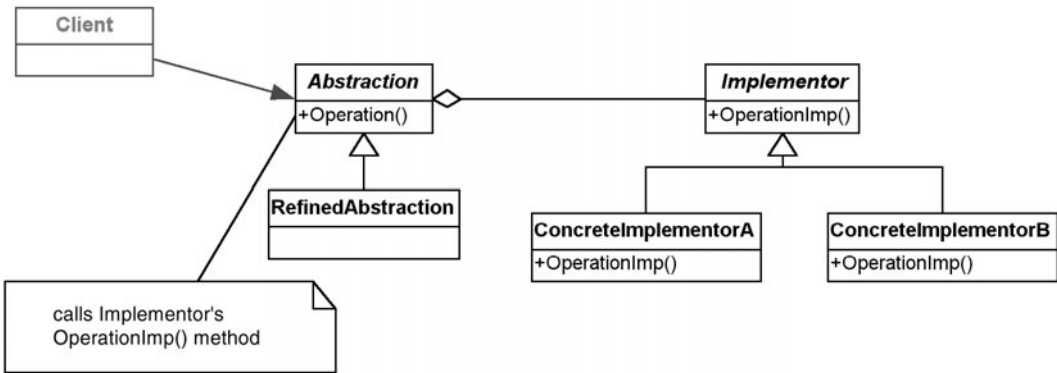 Client
Abstraction
+Operation()
Implementor
+OperationImp()
RefinedAbstraction
ConcreteImplementorA
+OperationImp()
ConcreteImplementorB
+OperationImp()
calls Implementor's
OperationImp() method